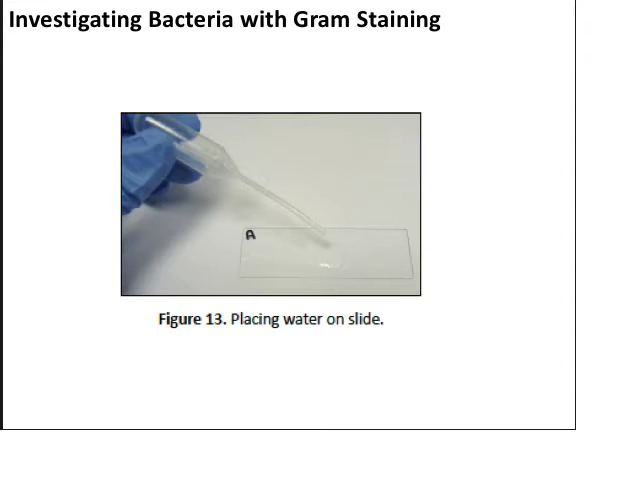 Investigating Bacteria with Gram Staining
A
Figure 13. Placing water on slide.